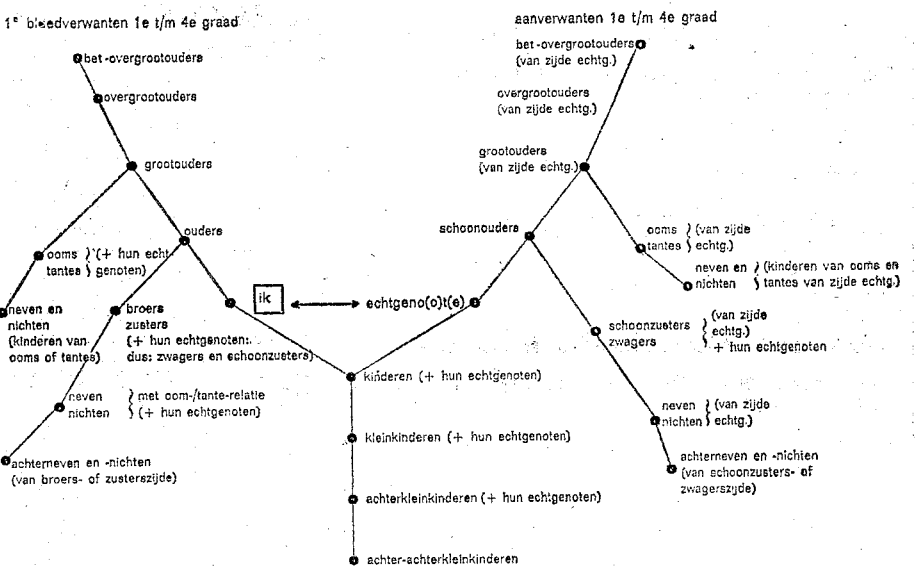 1e bloedverwanten 1e t/m 4e graad
bet-overgrootouders
overgrootouders
grootouders
ouders
ooms } (+ hun echt
tantes } genoten)
neven en
nichten
(kinderen van
ooms of tantes)
broers
zusters
(+ hun echtgenoten:
dus: zwagers en schoonzusters)
neven } met oom-/tante-relatie
nichten } (+ hun echtgenoten)
achterneven en -nichten
(van broers- of zusterszijde)
ik
echtgeno(o)t(e)
kinderen (+ hun echtgenoten)
kleinkinderen (+ hun echtgenoten)
achterkleinkinderen (+ hun echtgenoten)
achter-achterkleinkinderen
aanverwanten 1e t/m 4e graad
bet-overgrootouders
(van zijde echtg.)
overgrootouders
(van zijde echtg.)
grootouders
(van zijde echtg.)
schoonouders
ooms } (van zijde
tantes } echtg.)
neven en } (kinderen van ooms en
nichten } tantes van zijde echtg.)
schoonzusters } (van zijde
zwagers } echtg.)
+ hun echtgenoten
neven } (van zijde
nichten } echtg.)
achterneven en -nichten
(van schoonzusters- of
zwagerszijde)